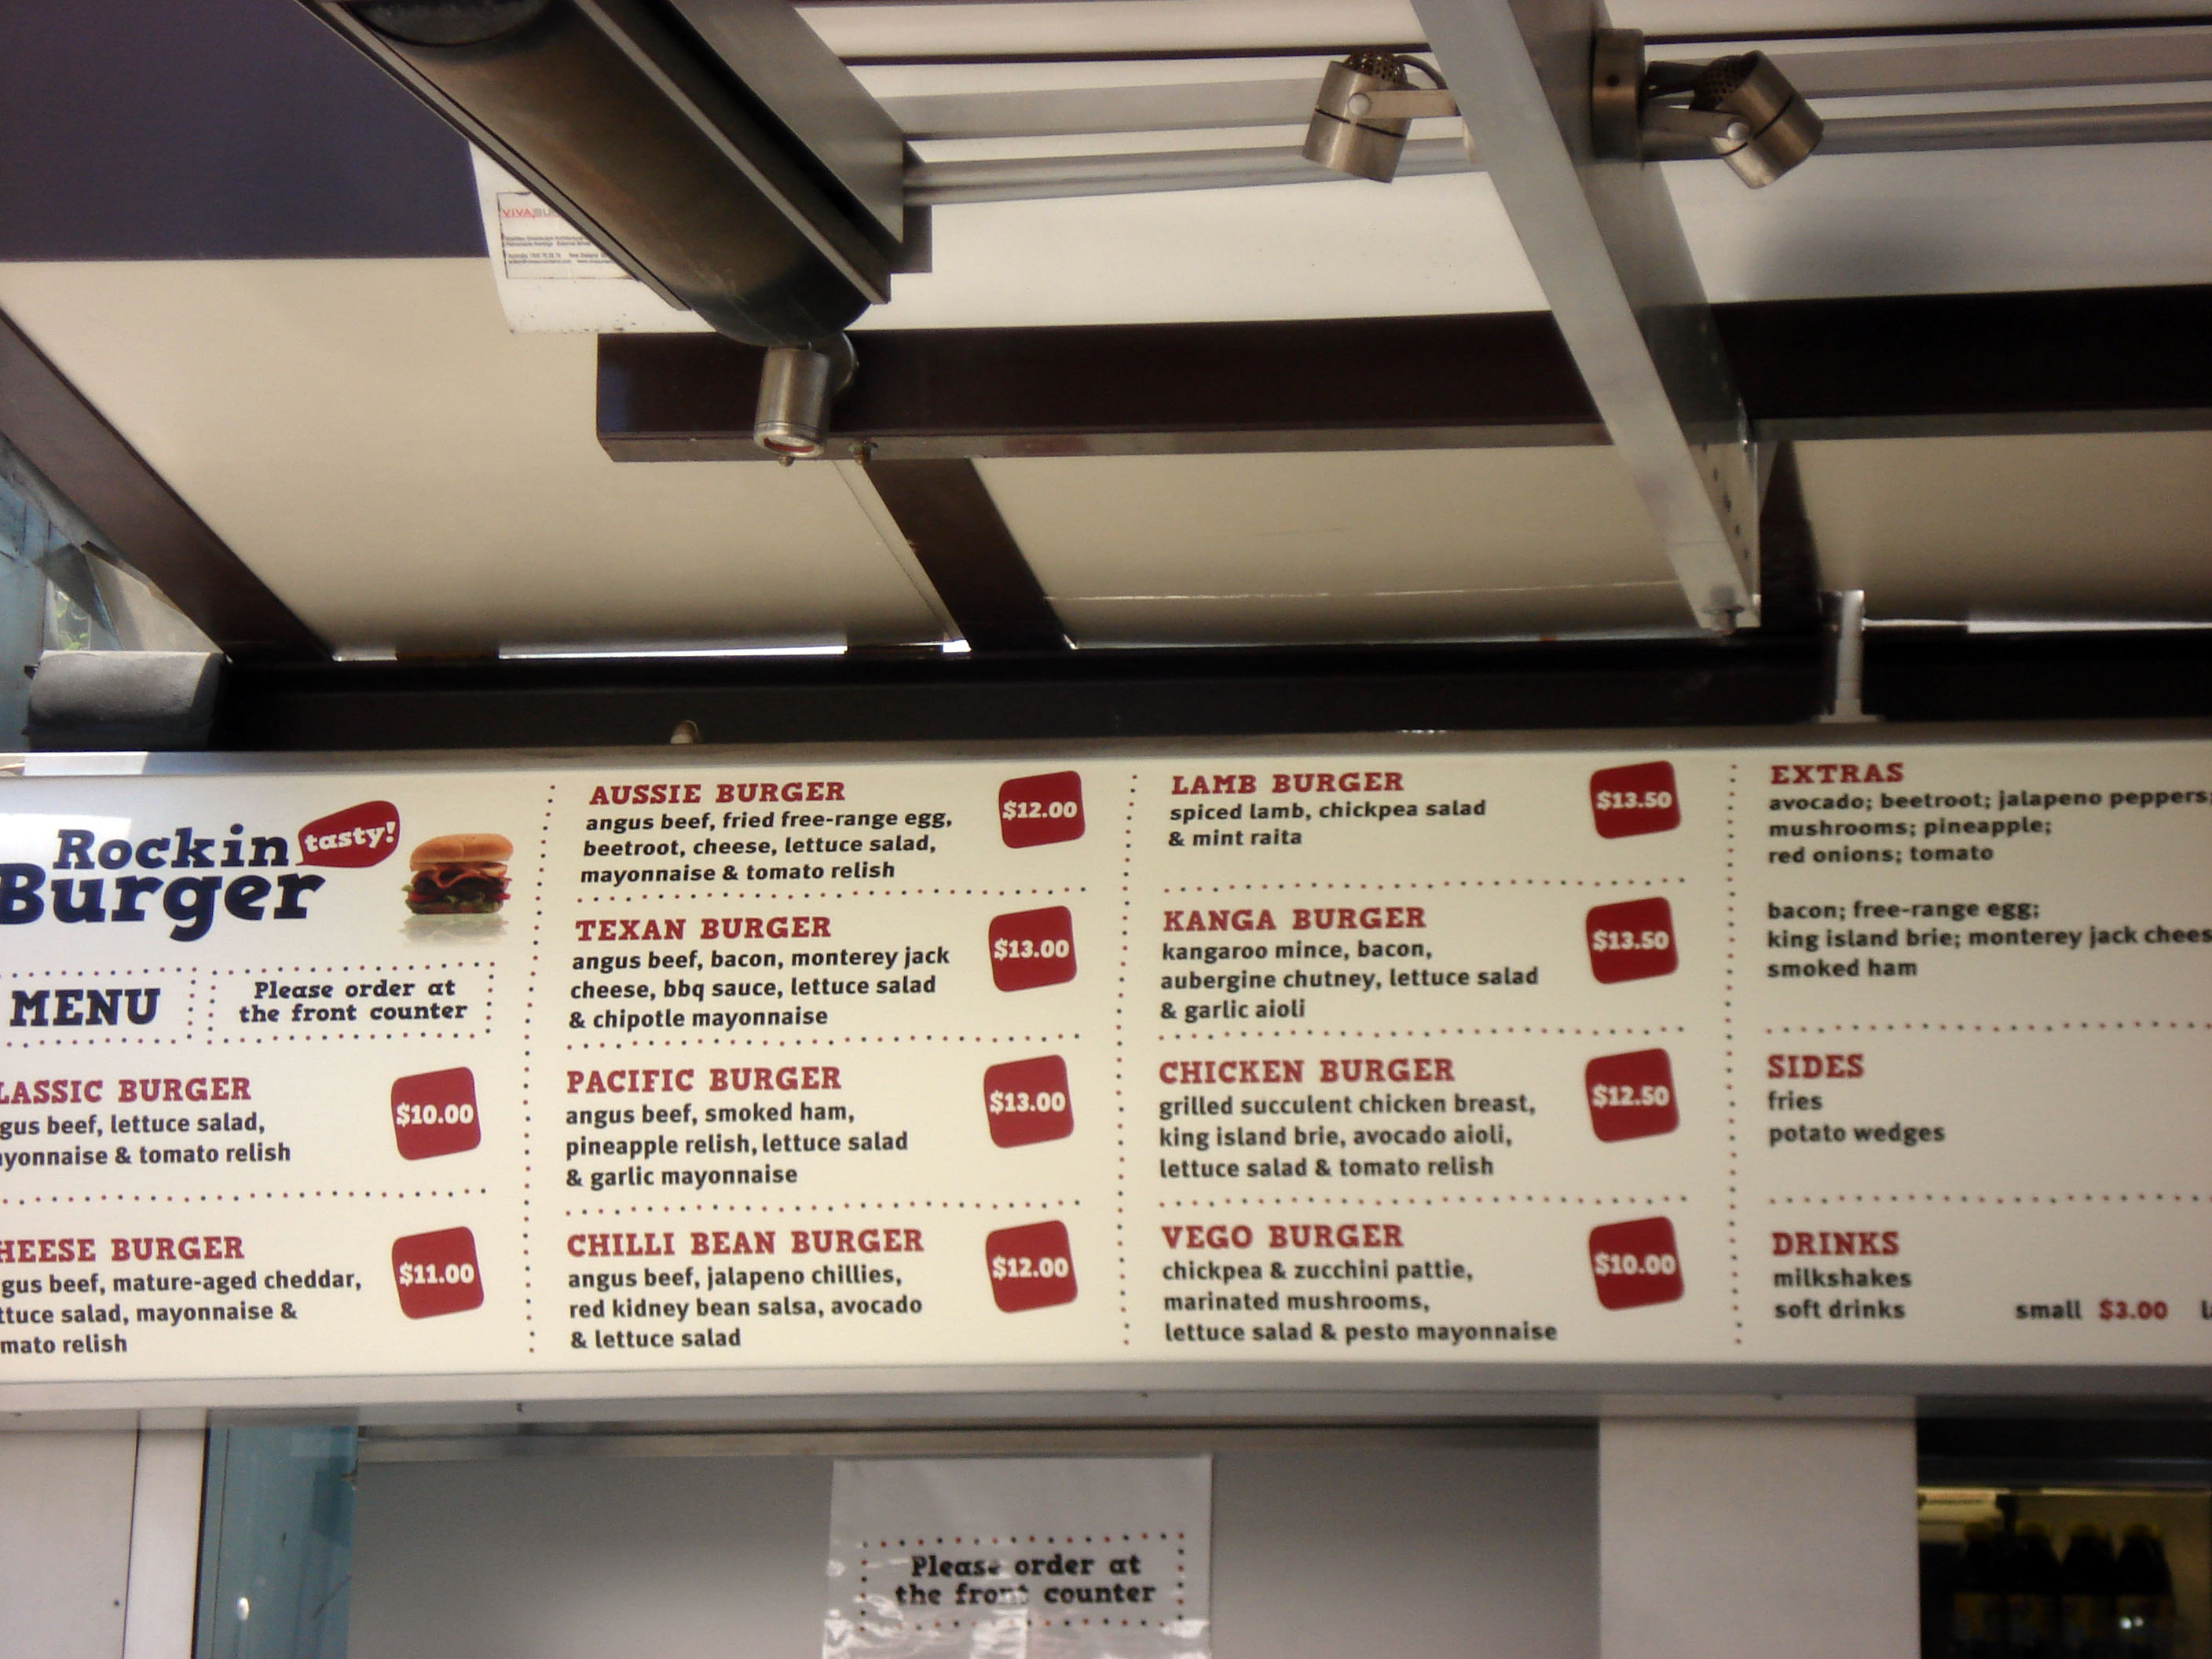 Rockin
tasty!
Burger
MENU
Please order at
the front counter
LASSIC BURGER
$10.00
gus beef, lettuce salad,
ayonnaise & tomato relish
HEESE BURGER
$11.00
gus beef, mature-aged cheddar,
ttuce salad, mayonnaise &
mato relish
AUSSIE BURGER
$12.00
angus beef, fried free-range egg,
beetroot, cheese, lettuce salad,
mayonnaise & tomato relish
TEXAN BURGER
$13.00
angus beef, bacon, monterey jack
cheese, bbq sauce, lettuce salad
& chipotle mayonnaise
PACIFIC BURGER
$13.00
angus beef, smoked ham,
pineapple relish, lettuce salad
& garlic mayonnaise
CHILLI BEAN BURGER
$12.00
angus beef, jalapeno chillies,
red kidney bean salsa, avocado
& lettuce salad
LAMB BURGER
$13.50
spiced lamb, chickpea salad
& mint raita
KANGA BURGER
$13.50
kangaroo mince, bacon,
aubergine chutney, lettuce salad
& garlic aioli
CHICKEN BURGER
$12.50
grilled succulent chicken breast,
king island brie, avocado aioli,
lettuce salad & tomato relish
VEGO BURGER
$10.00
chickpea & zucchini pattie,
marinated mushrooms,
lettuce salad & pesto mayonnaise
EXTRAS
avocado; beetroot; jalapeno peppers;
mushrooms; pineapple;
red onions; tomato
bacon; free-range egg;
king island brie; monterey jack chees
smoked ham
SIDES
fries
potato wedges
DRINKS
milkshakes
soft drinks small $3.00
Please order at
the front counter